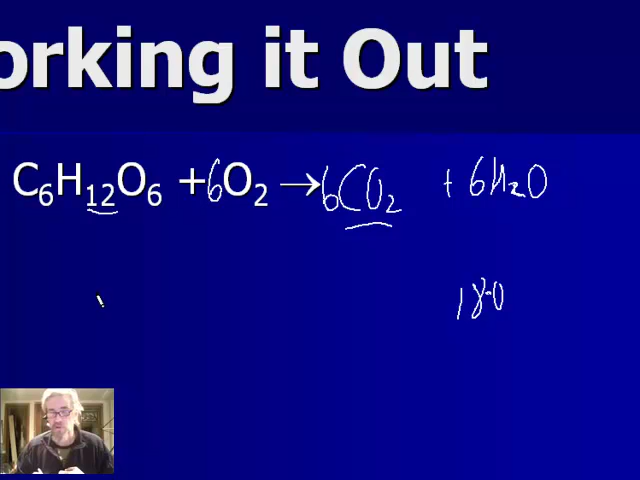 orking it Out
C₆H₁₂O₆ + 6O₂ → 6CO₂ + 6H₂O
18.0